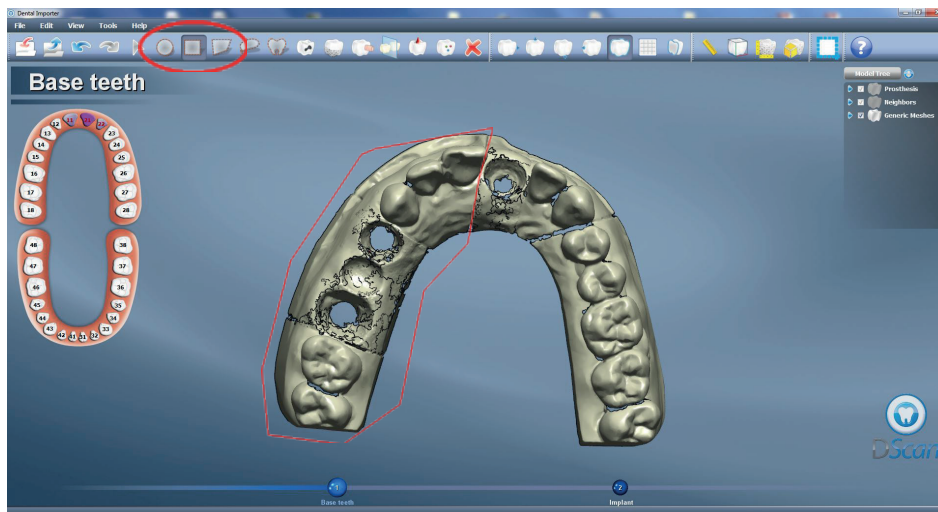 Dental Importer
File Edit View Tools Help
Base teeth
Model Tree
Prosthesis
Neighbors
Generic Meshes
12 11 21 22
13 23
14 24
15 25
16 26
17 27
18 28
48 38
47 37
46 36
45 35
44 34
43 42 41 31 32 33
DScan
1 2
Base teeth Implant